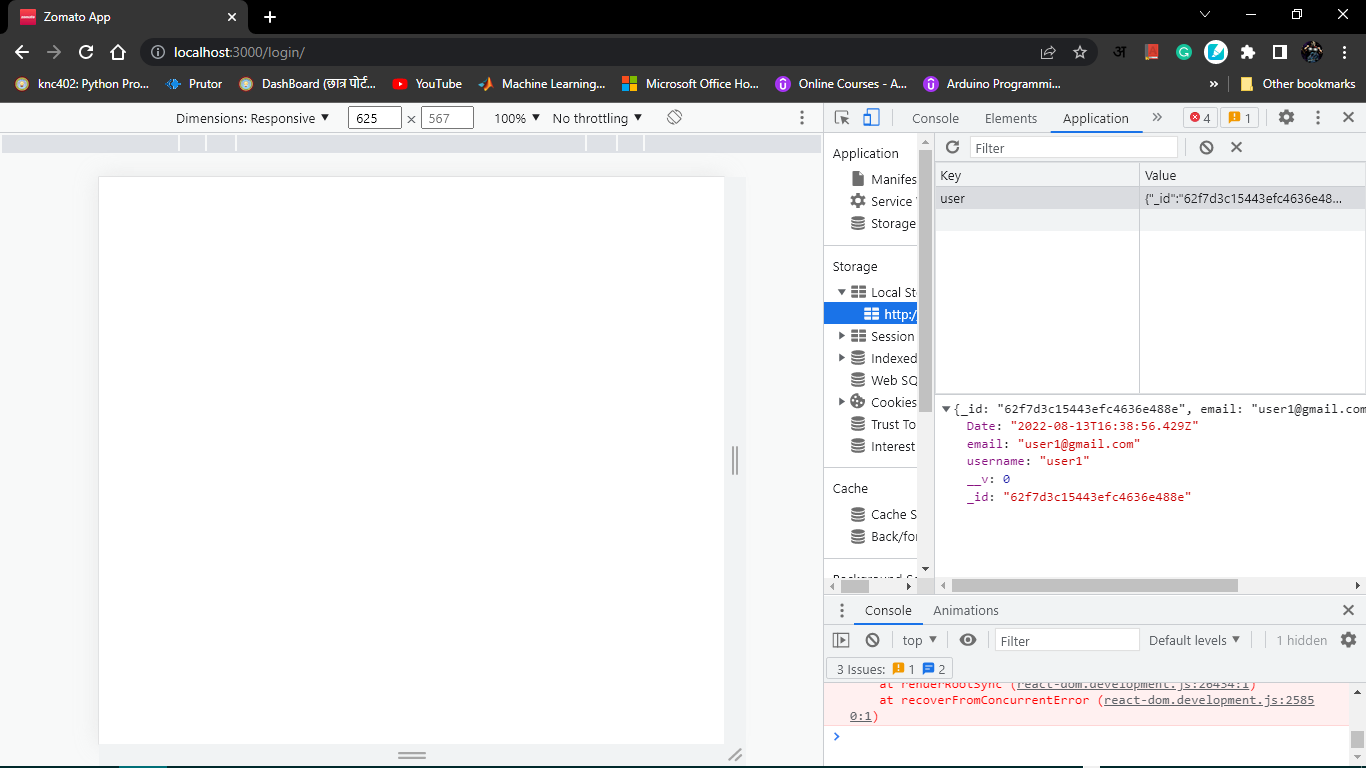 Zomato App
localhost:3000/login/
अ
knc402: Python Pro...
Prutor
DashBoard (छात्र पोर्ट...
YouTube
Machine Learning...
Microsoft Office Ho...
Online Courses - A...
Arduino Programmi...
»
Other bookmarks
Dimensions: Responsive
625 × 567
100%
No throttling
Console
Elements
Application
»
4
1
Application
Manifes
Service
Storage
Storage
Local St
http:/
Session
Indexed
Web SQ
Cookies
Trust To
Interest
Cache
Cache S
Back/for
Filter
Key Value
user {"_id":"62f7d3c15443efc4636e48...
{_id: "62f7d3c15443efc4636e488e", email: "user1@gmail.com
Date: "2022-08-13T16:38:56.429Z"
email: "user1@gmail.com"
username: "user1"
__v: 0
_id: "62f7d3c15443efc4636e488e"
Console
Animations
top
Filter
Default levels
1 hidden
3 Issues: 1 2
at renderRootSync (react-dom.development.js:26434:1)
at recoverFromConcurrentError (react-dom.development.js:2585
0:1)